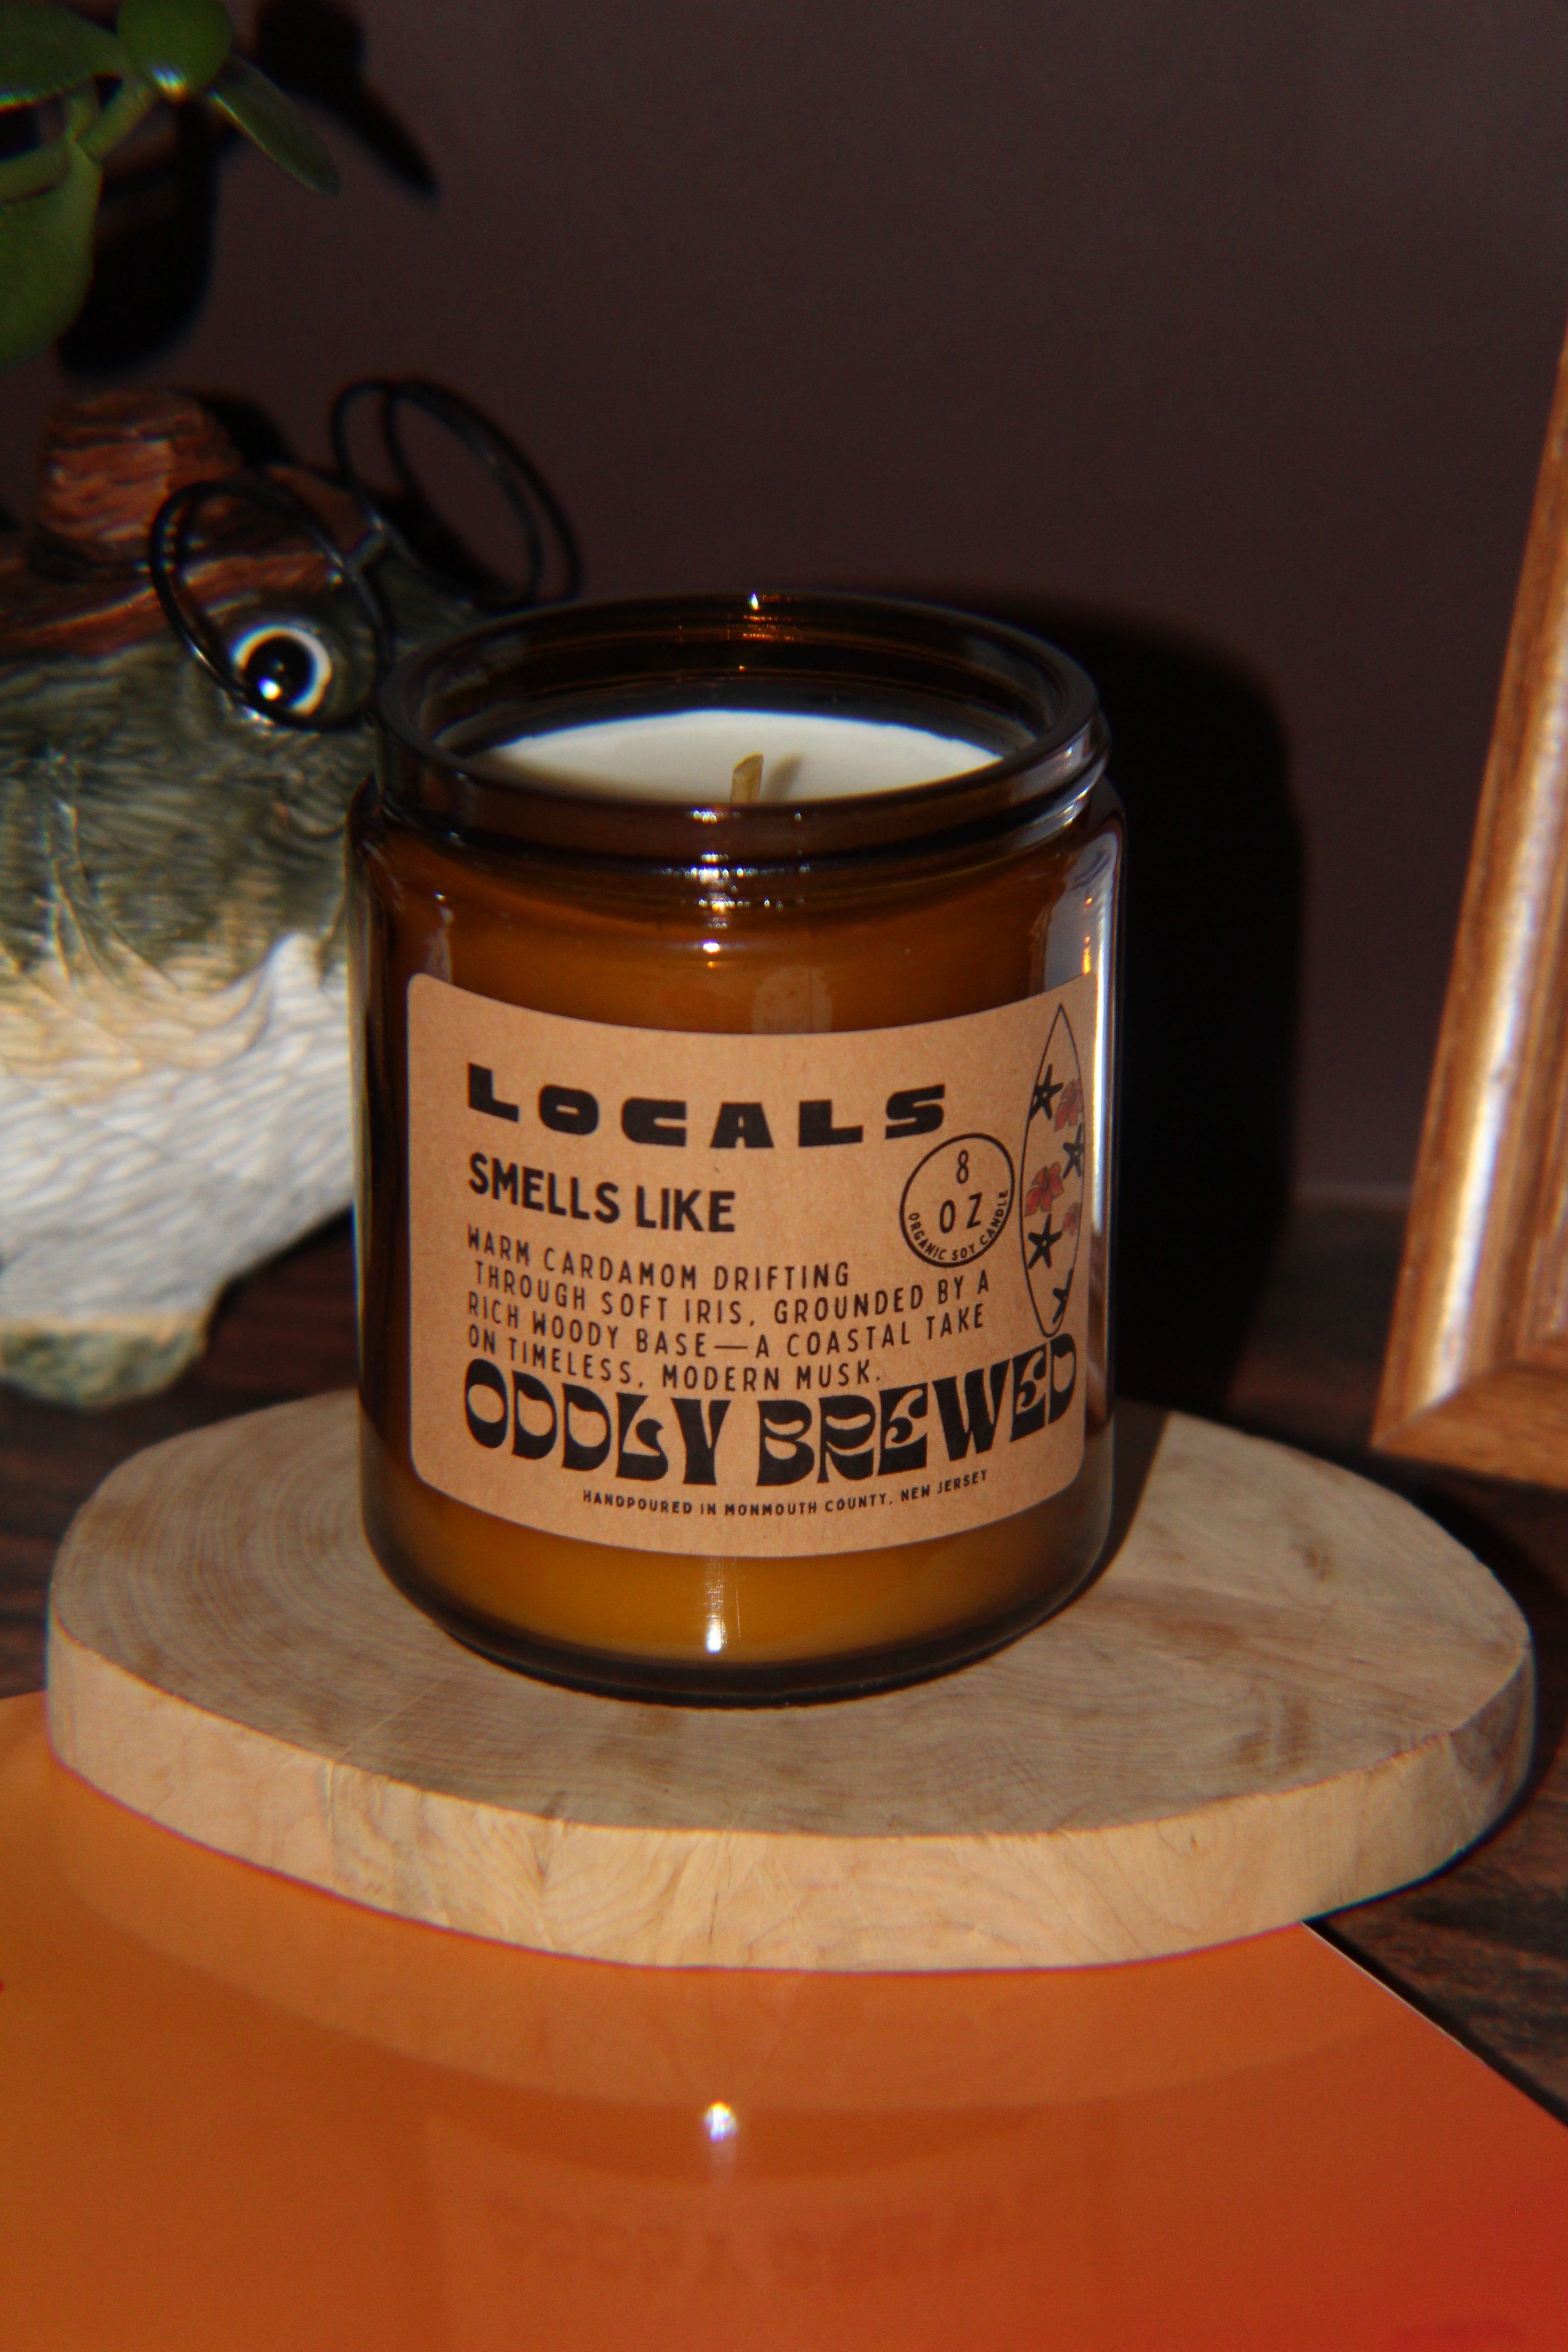 LOCALS
SMELLS LIKE
8
OZ
ORGANIC SOY CANDLE
WARM CARDAMOM DRIFTING
THROUGH SOFT IRIS, GROUNDED BY A
RICH WOODY BASE—A COASTAL TAKE
ON TIMELESS, MODERN MUSK.
ODDLY BREWED
HANDPOURED IN MONMOUTH COUNTY, NEW JERSEY